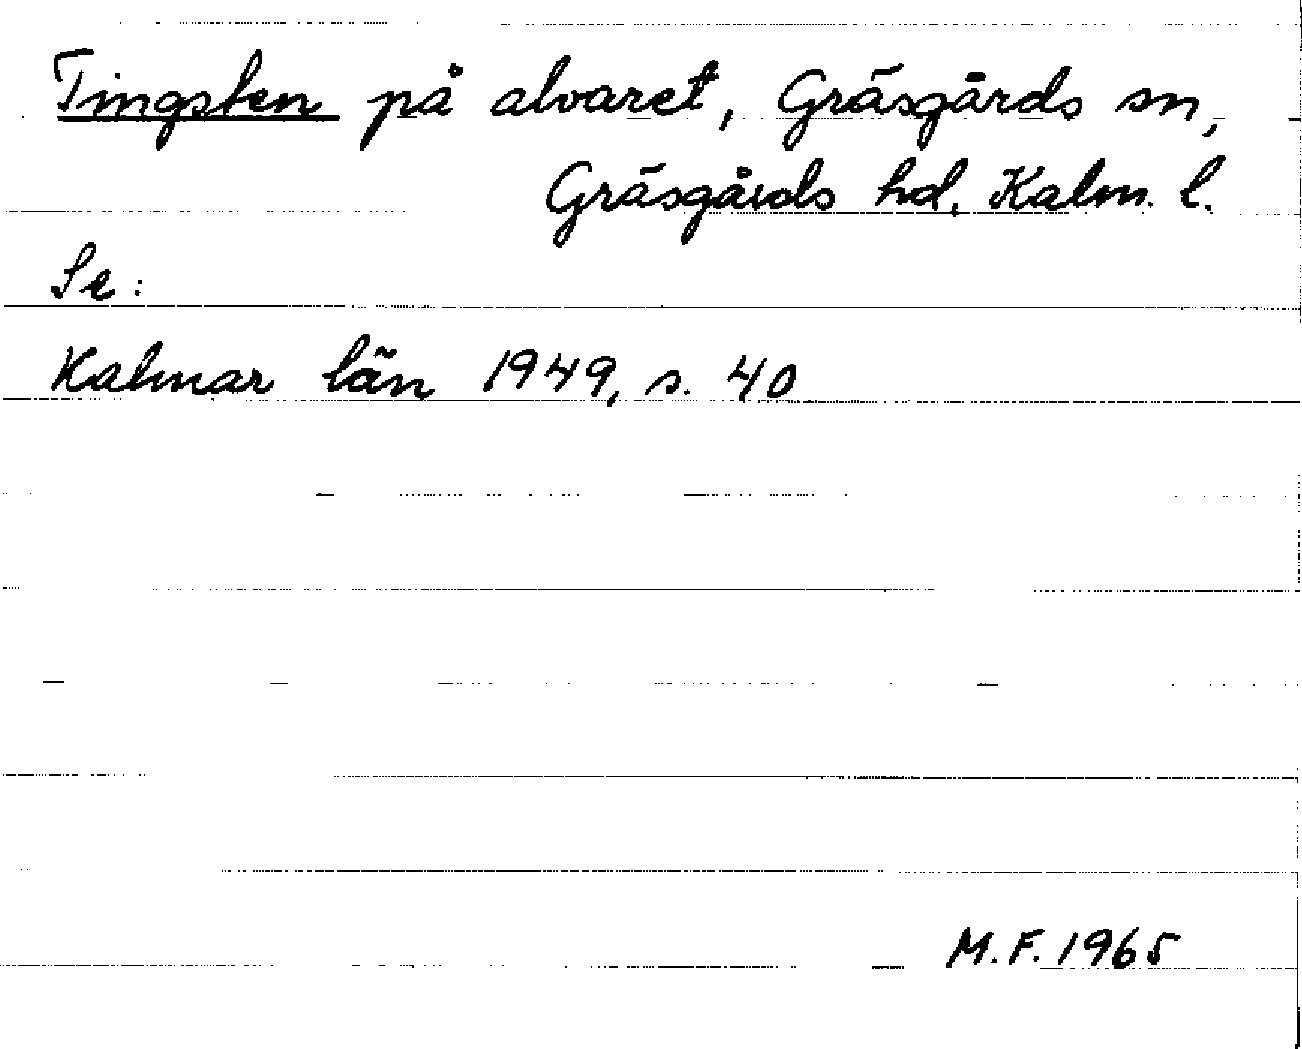 Tingsten på alvaret, Gräsgårds sn,
Gräsgårds hd. Kalm. l.
Se:
Kalmar län 1949, s. 40
M.F. 1965